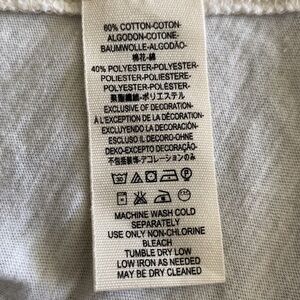 60% COTTON-COTON-
ALGODON-COTONE-
BAUMWOLLE-ALGODÃO-
棉花-綿
40% POLYESTER-POLYESTER-
POLIESTER-POLIESTERE-
POLYESTER-POLIÉSTER-
聚酯纖維-ポリエステル
EXCLUSIVE OF DECORATION-
À L'EXCEPTION DE LA DÉCORATION-
EXCLUYENDO LA DECORACIÓN-
ESCLUSO IL DECORO-OHNE
DEKO-EXCEPTO DECORAÇÃO-
不包括裝飾-デコレーションのみ
MACHINE WASH COLD
SEPARATELY
USE ONLY NON-CHLORINE
BLEACH
TUMBLE DRY LOW
LOW IRON AS NEEDED
MAY BE DRY CLEANED